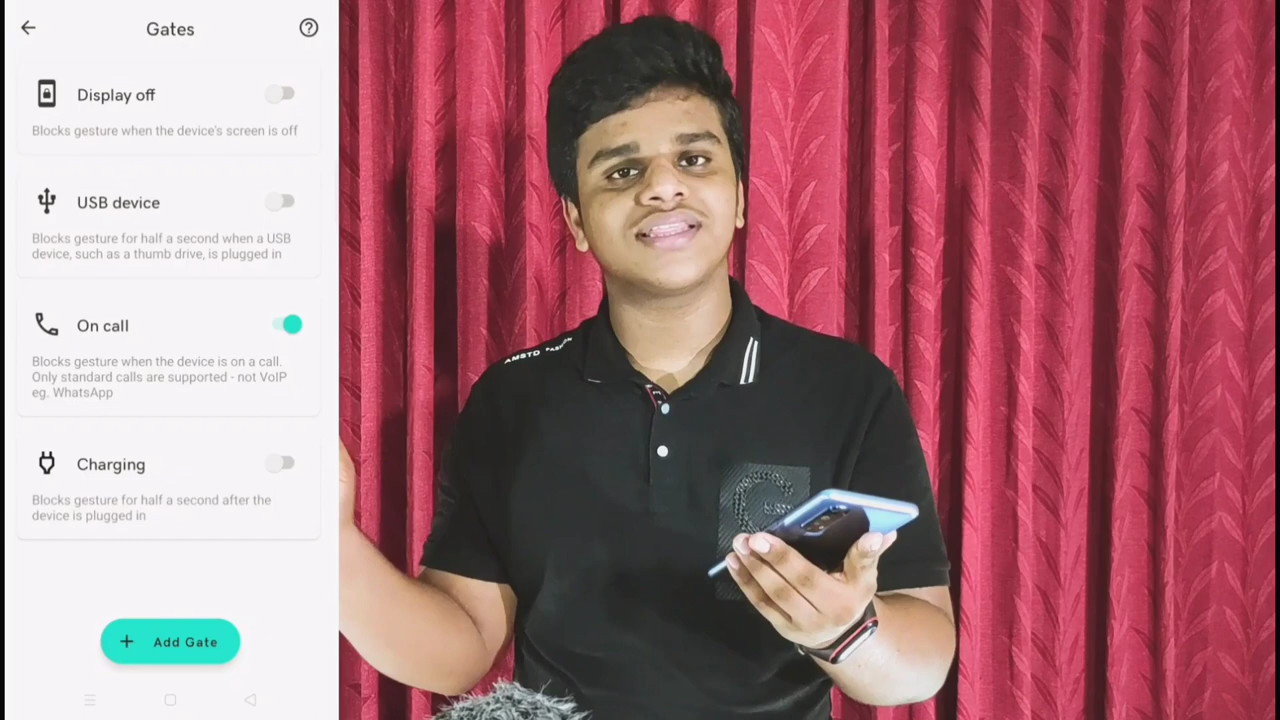 Gates
Display off
Blocks gesture when the device's screen is off
USB device
Blocks gesture for half a second when a USB
device, such as a thumb drive, is plugged in
On call
Blocks gesture when the device is on a call.
Only standard calls are supported - not VoIP
eg. WhatsApp
Charging
Blocks gesture for half a second after the
device is plugged in
+ Add Gate
AMSTD FASHION
G